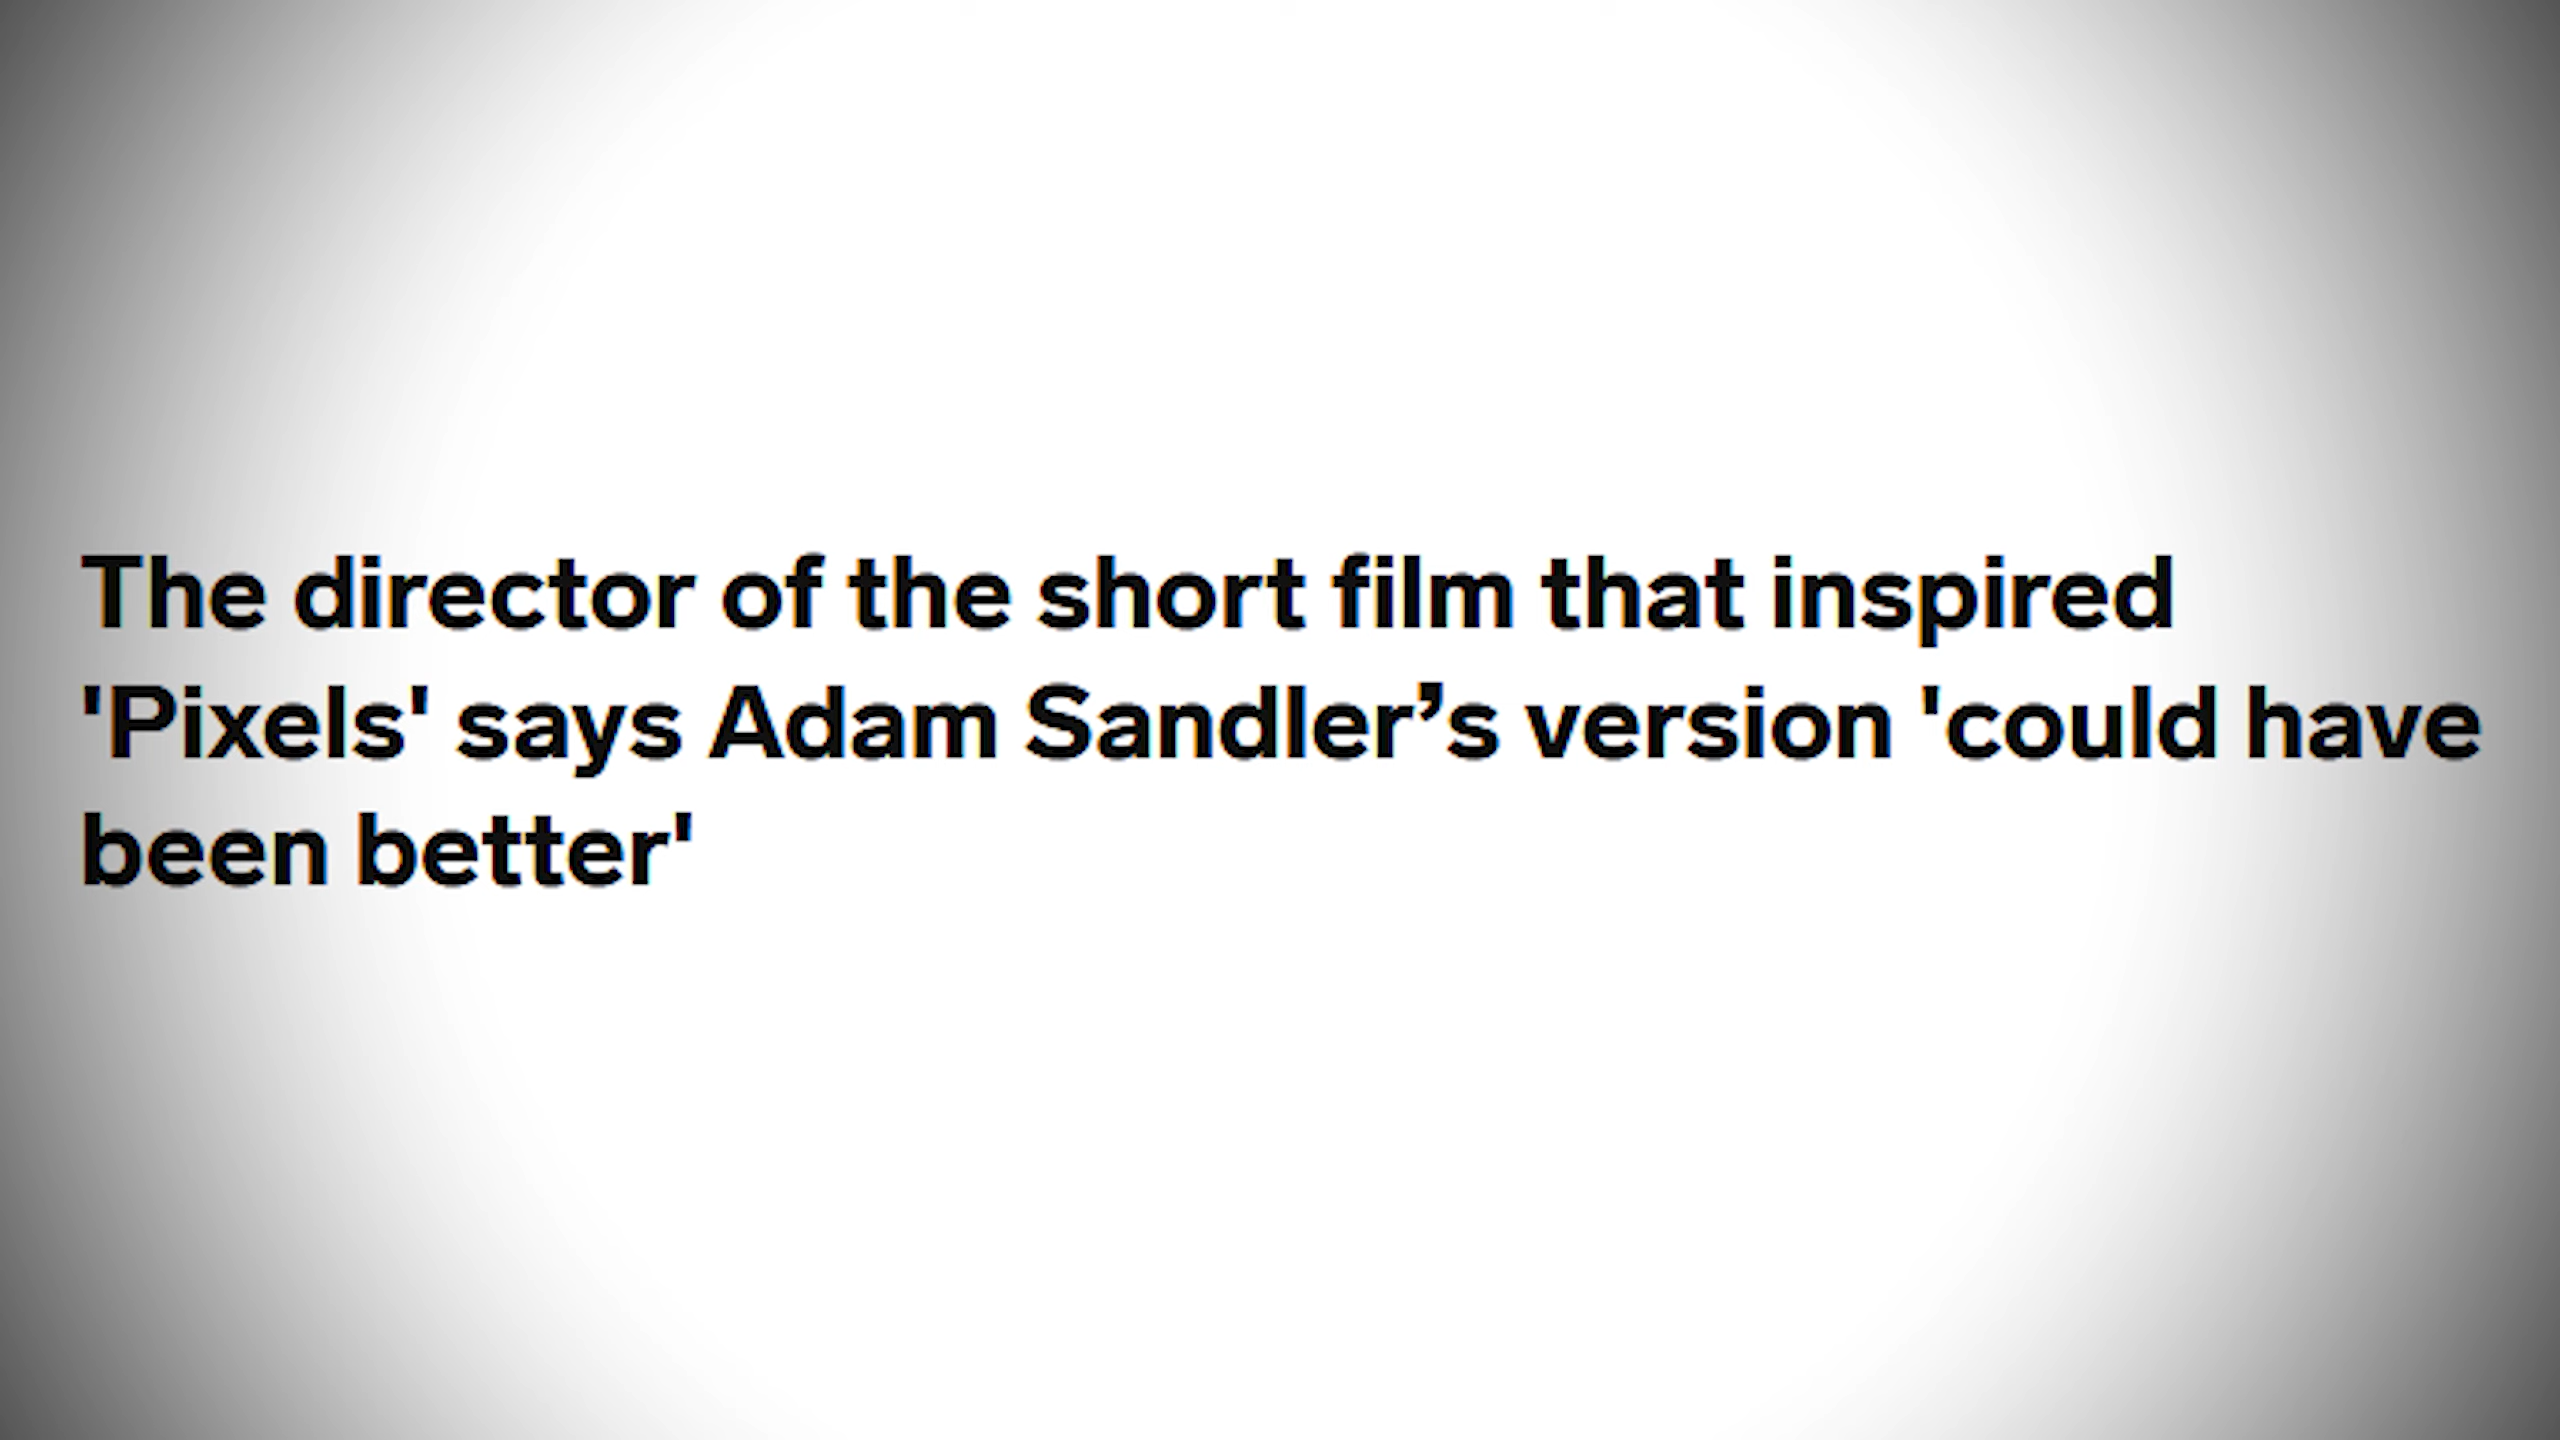 The director of the short film that inspired
'Pixels' says Adam Sandler’s version 'could have
been better'